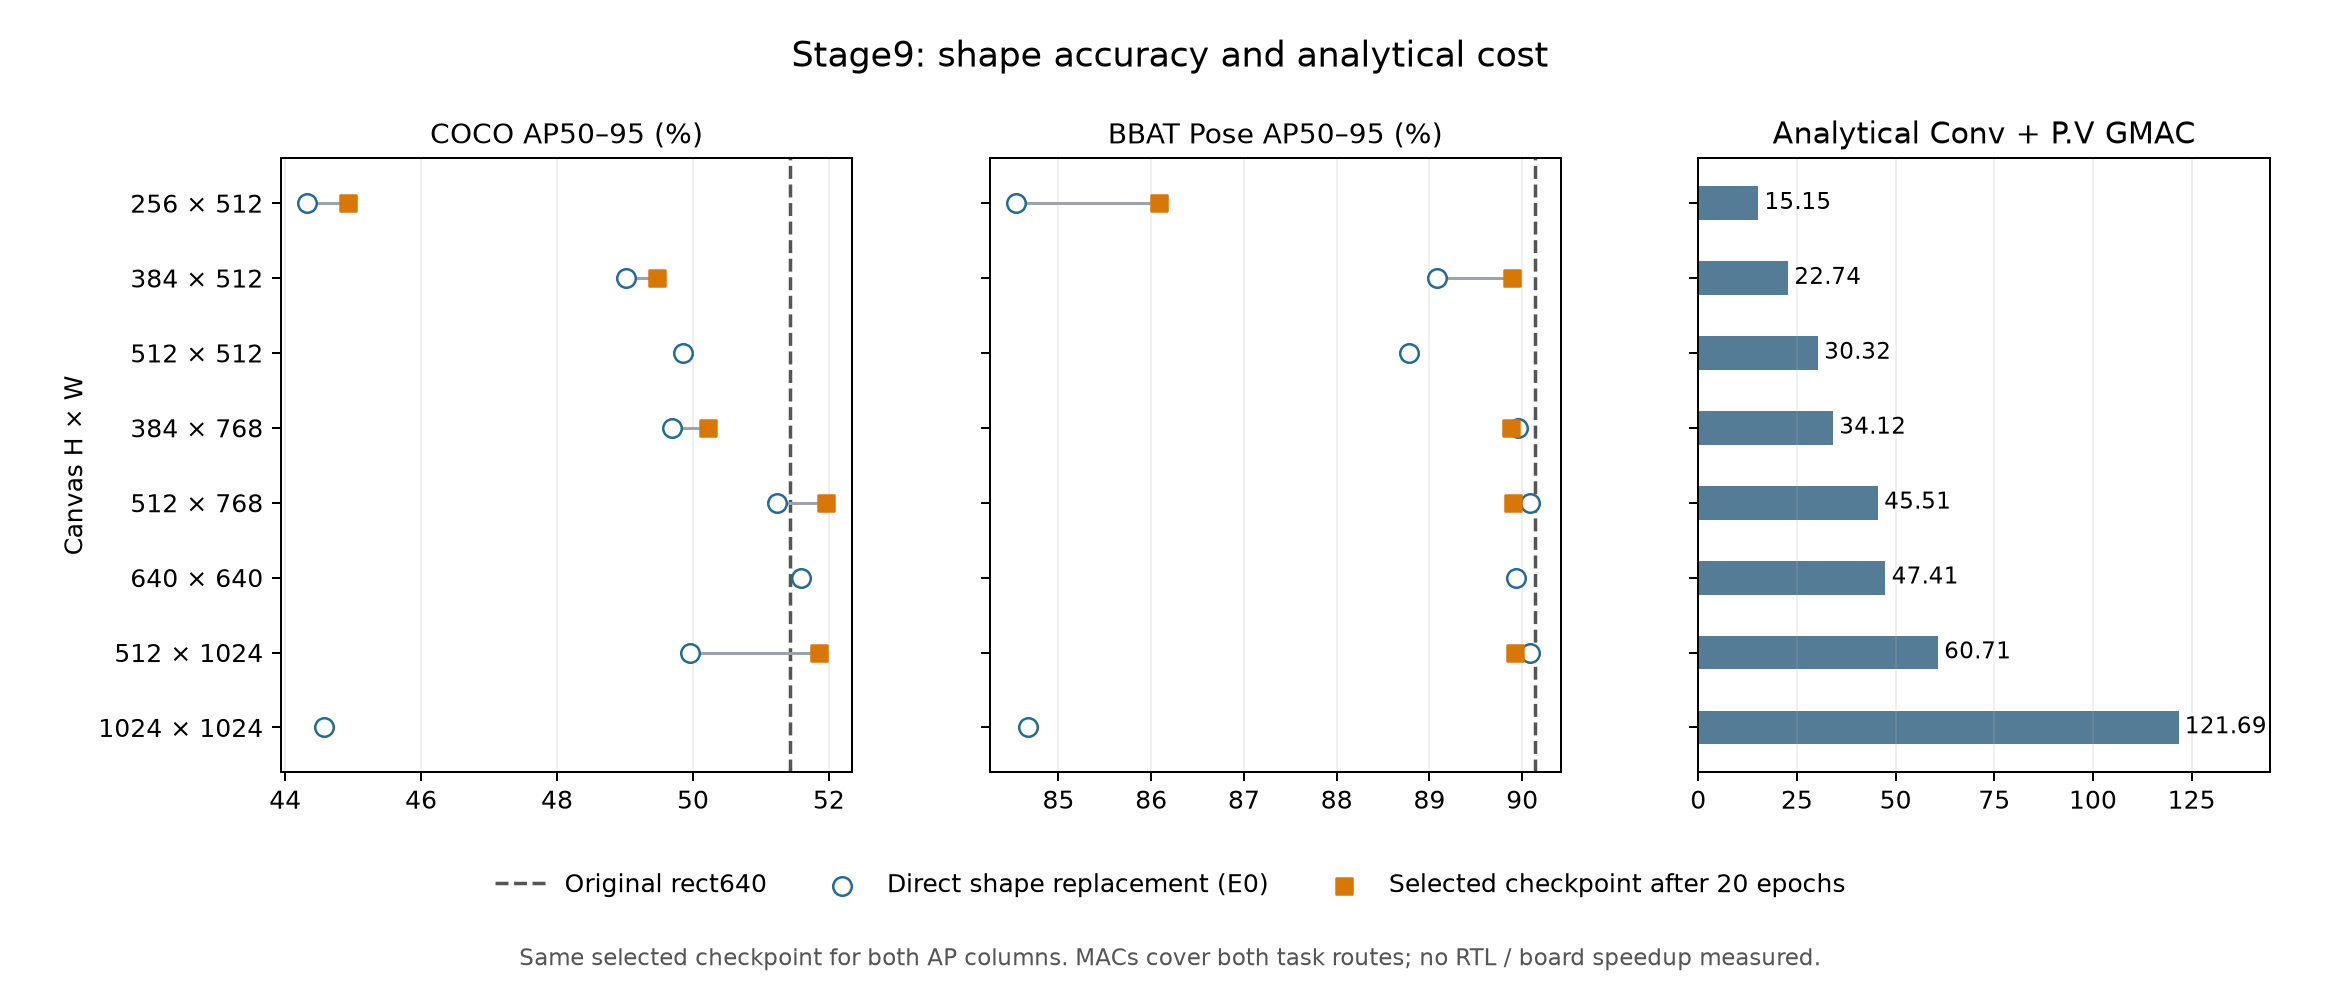 Stage9: shape accuracy and analytical cost
COCO AP50–95 (%)
BBAT Pose AP50–95 (%)
Analytical Conv + P.V GMAC
Canvas H × W
256 × 512
384 × 512
512 × 512
384 × 768
512 × 768
640 × 640
512 × 1024
1024 × 1024
15.15
22.74
30.32
34.12
45.51
47.41
60.71
121.69
44 46 48 50 52
85 86 87 88 89 90
0 25 50 75 100 125
Original rect640
Direct shape replacement (E0)
Selected checkpoint after 20 epochs
Same selected checkpoint for both AP columns. MACs cover both task routes; no RTL / board speedup measured.